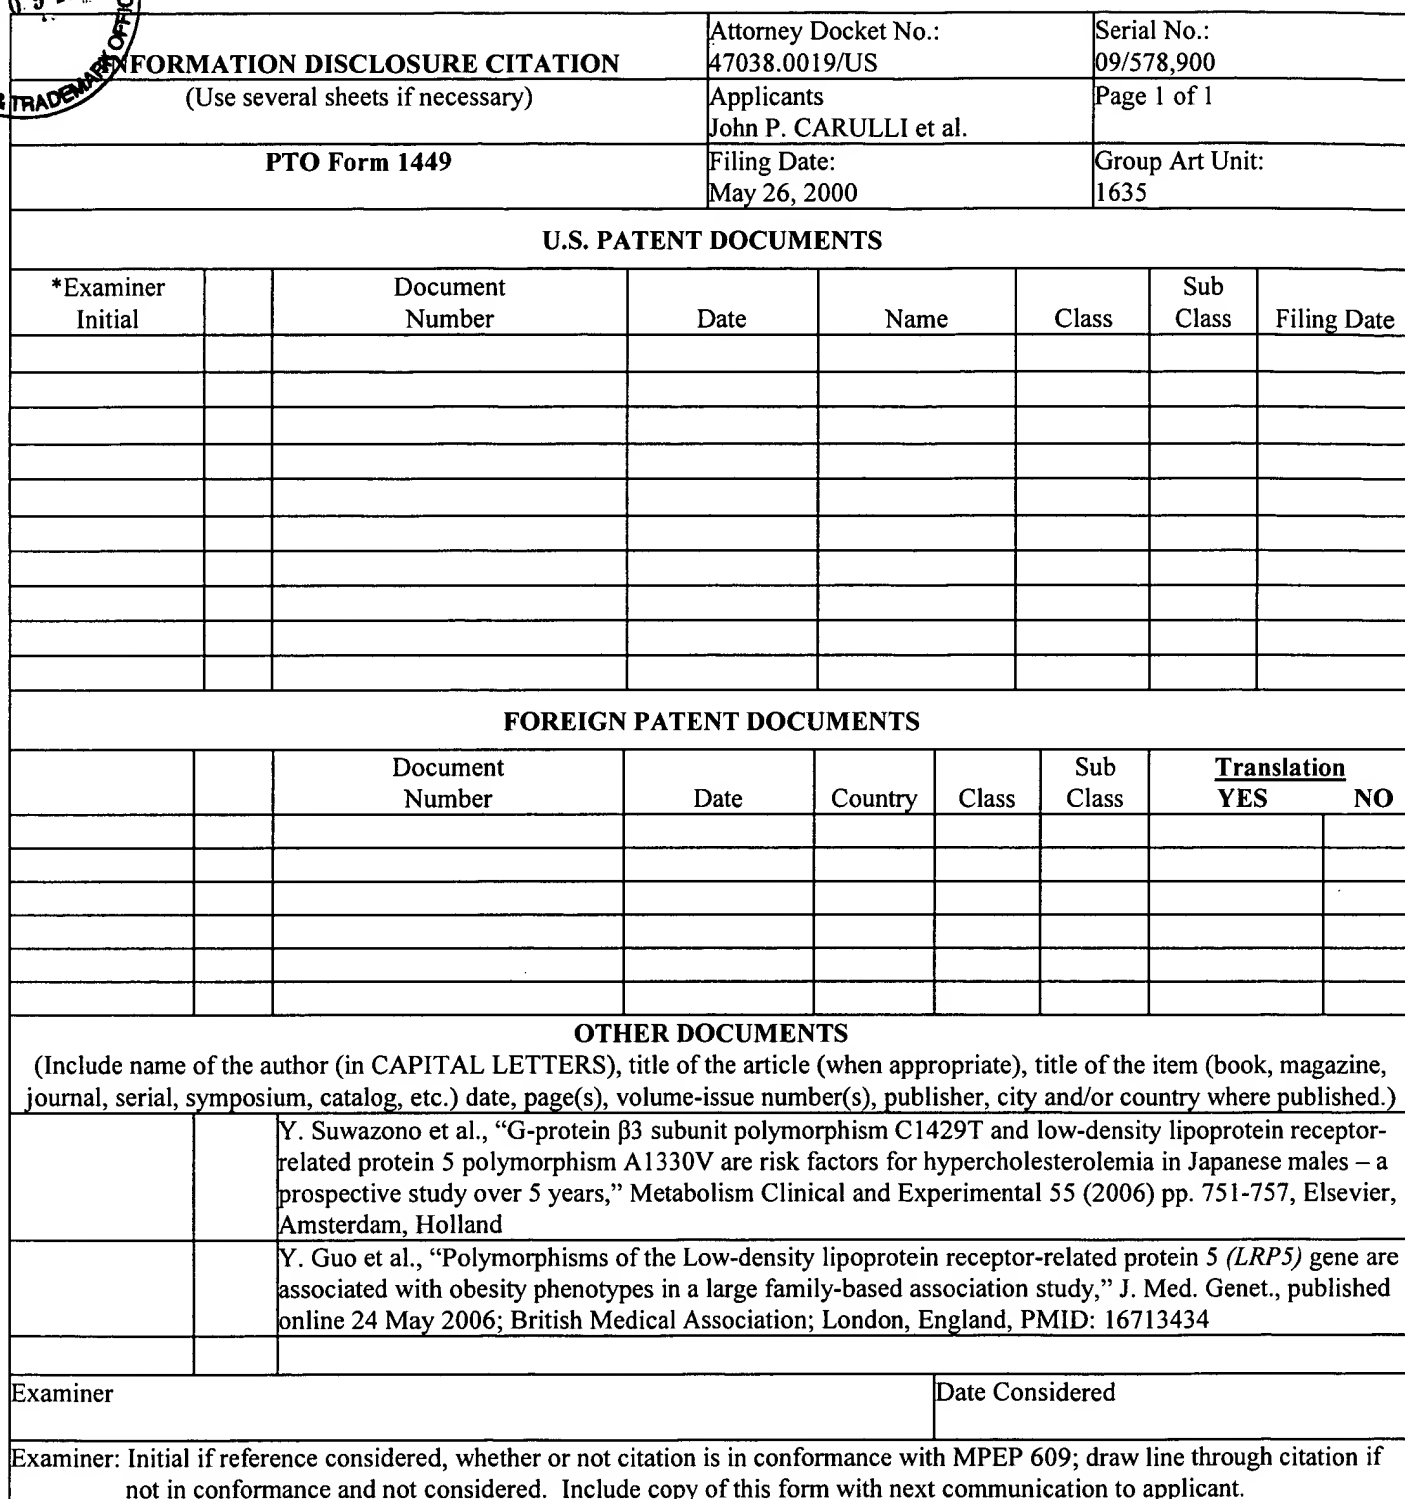 Attorney Docket No.: Serial No.:
INFORMATION DISCLOSURE CITATION 47038.0019/US 09/578,900
(Use several sheets if necessary) Applicants Page 1 of 1
John P. CARULLI et al.
PTO Form 1449 Filing Date: Group Art Unit:
May 26, 2000 1635
TRADEMARK OFFIC
U.S. PATENT DOCUMENTS
*Examiner Document Sub
Initial Number Date Name Class Class Filing Date
FOREIGN PATENT DOCUMENTS
Document Sub Translation
Number Date Country Class Class YES NO
OTHER DOCUMENTS
(Include name of the author (in CAPITAL LETTERS), title of the article (when appropriate), title of the item (book, magazine,
journal, serial, symposium, catalog, etc.) date, page(s), volume-issue number(s), publisher, city and/or country where published.)
Y. Suwazono et al., “G-protein β3 subunit polymorphism C1429T and low-density lipoprotein receptor-
related protein 5 polymorphism A1330V are risk factors for hypercholesterolemia in Japanese males – a
prospective study over 5 years,” Metabolism Clinical and Experimental 55 (2006) pp. 751-757, Elsevier,
Amsterdam, Holland
Y. Guo et al., “Polymorphisms of the Low-density lipoprotein receptor-related protein 5 (LRP5) gene are
associated with obesity phenotypes in a large family-based association study,” J. Med. Genet., published
online 24 May 2006; British Medical Association; London, England, PMID: 16713434
Examiner Date Considered
Examiner: Initial if reference considered, whether or not citation is in conformance with MPEP 609; draw line through citation if
not in conformance and not considered. Include copy of this form with next communication to applicant.